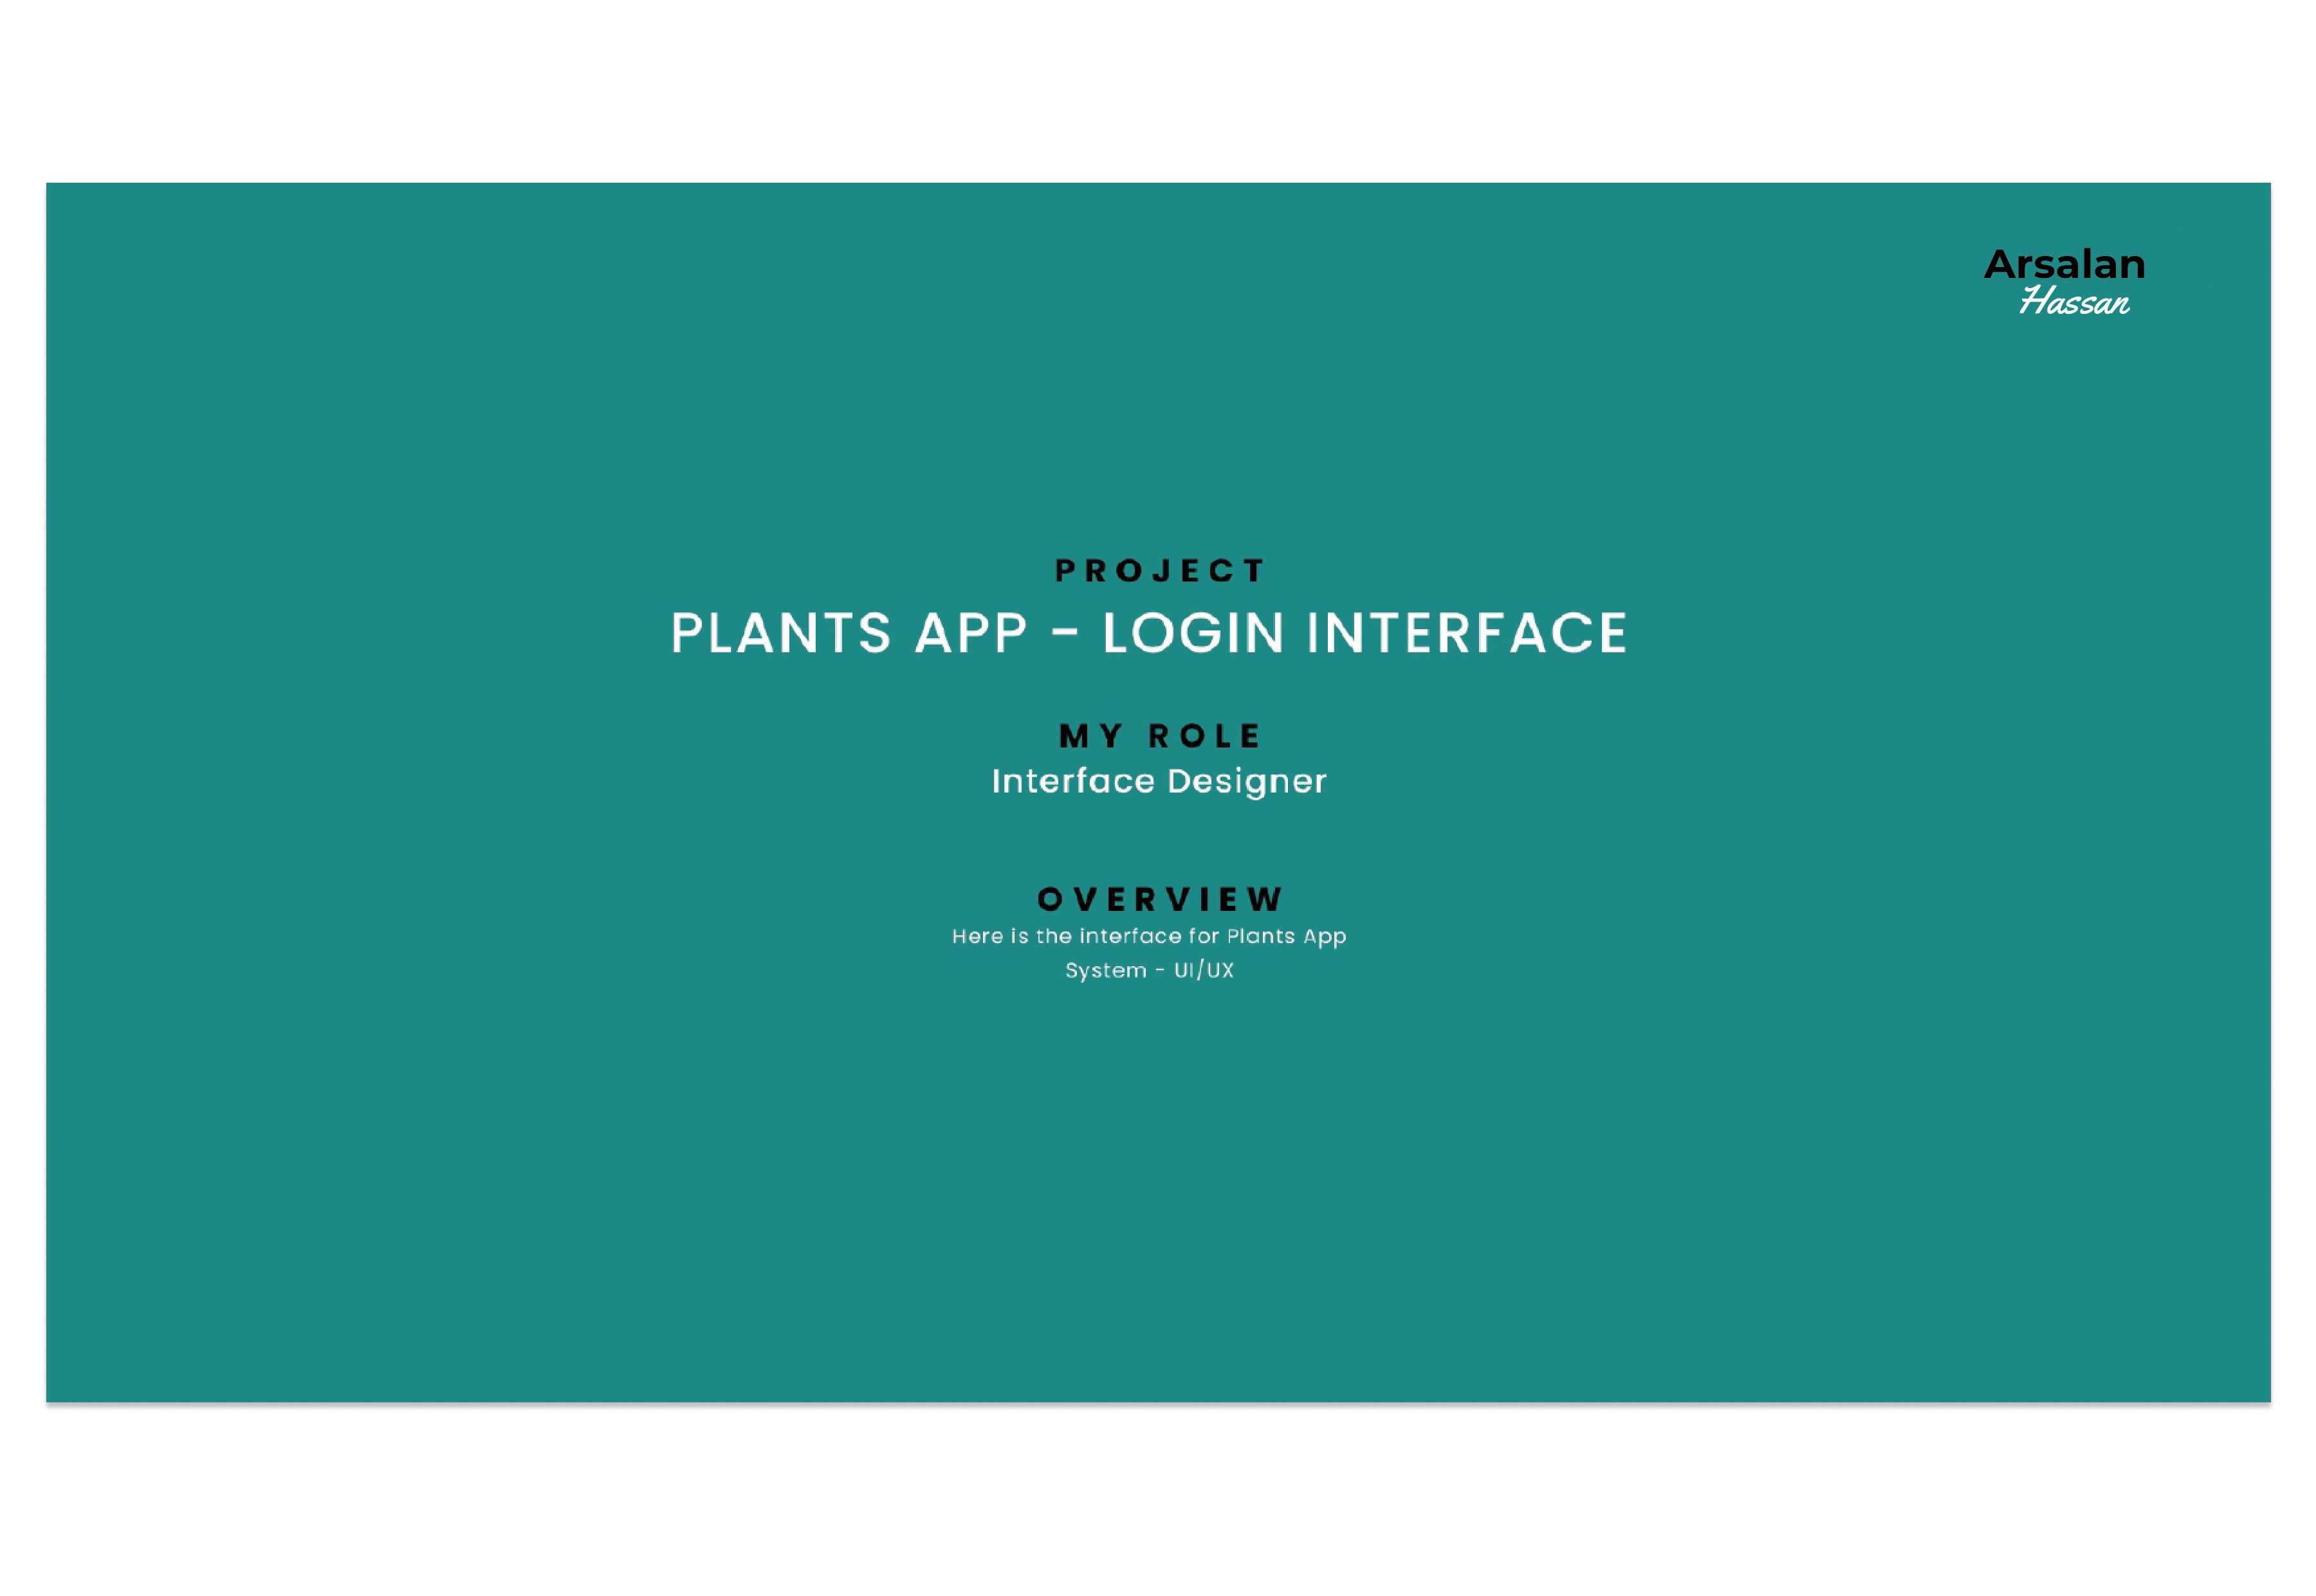 Arsalan
Hassan
PROJECT
PLANTS APP - LOGIN INTERFACE
MY ROLE
Interface Designer
OVERVIEW
Here is the interface for Plants App
System - UI/UX